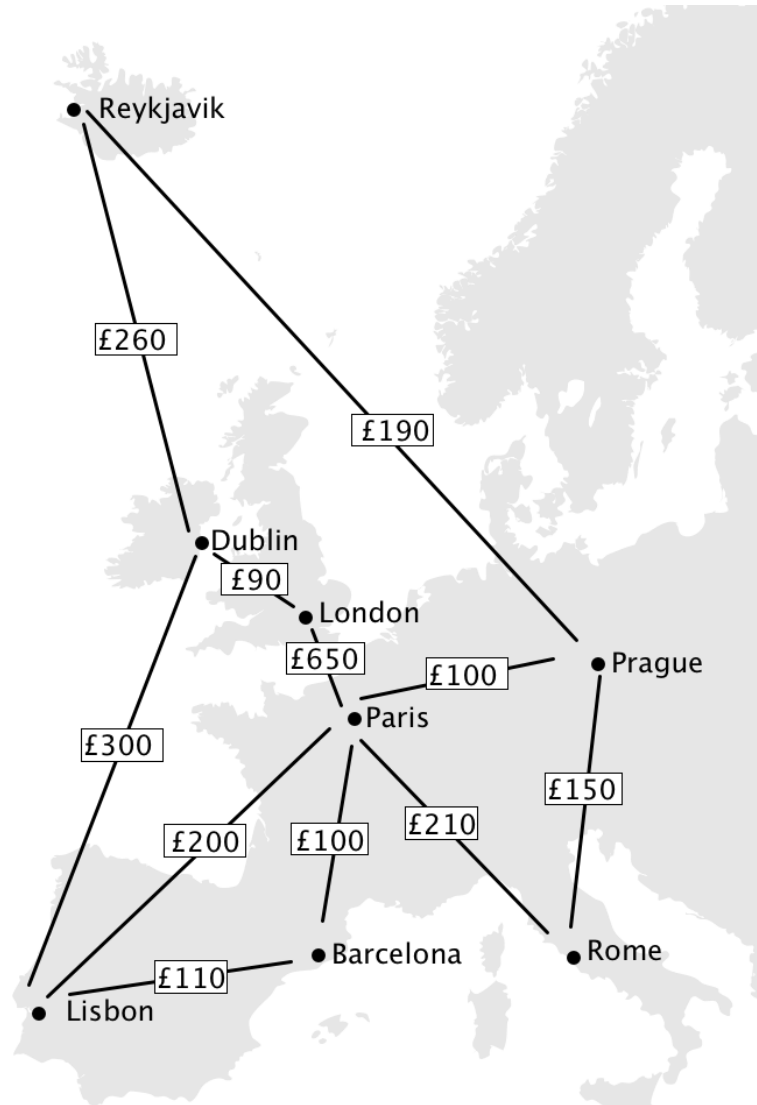 Reykjavik
£260
£190
Dublin
£90
London
£650
Prague
£100
Paris
£300
£150
£210
£200
£100
Rome
Barcelona
£110
Lisbon